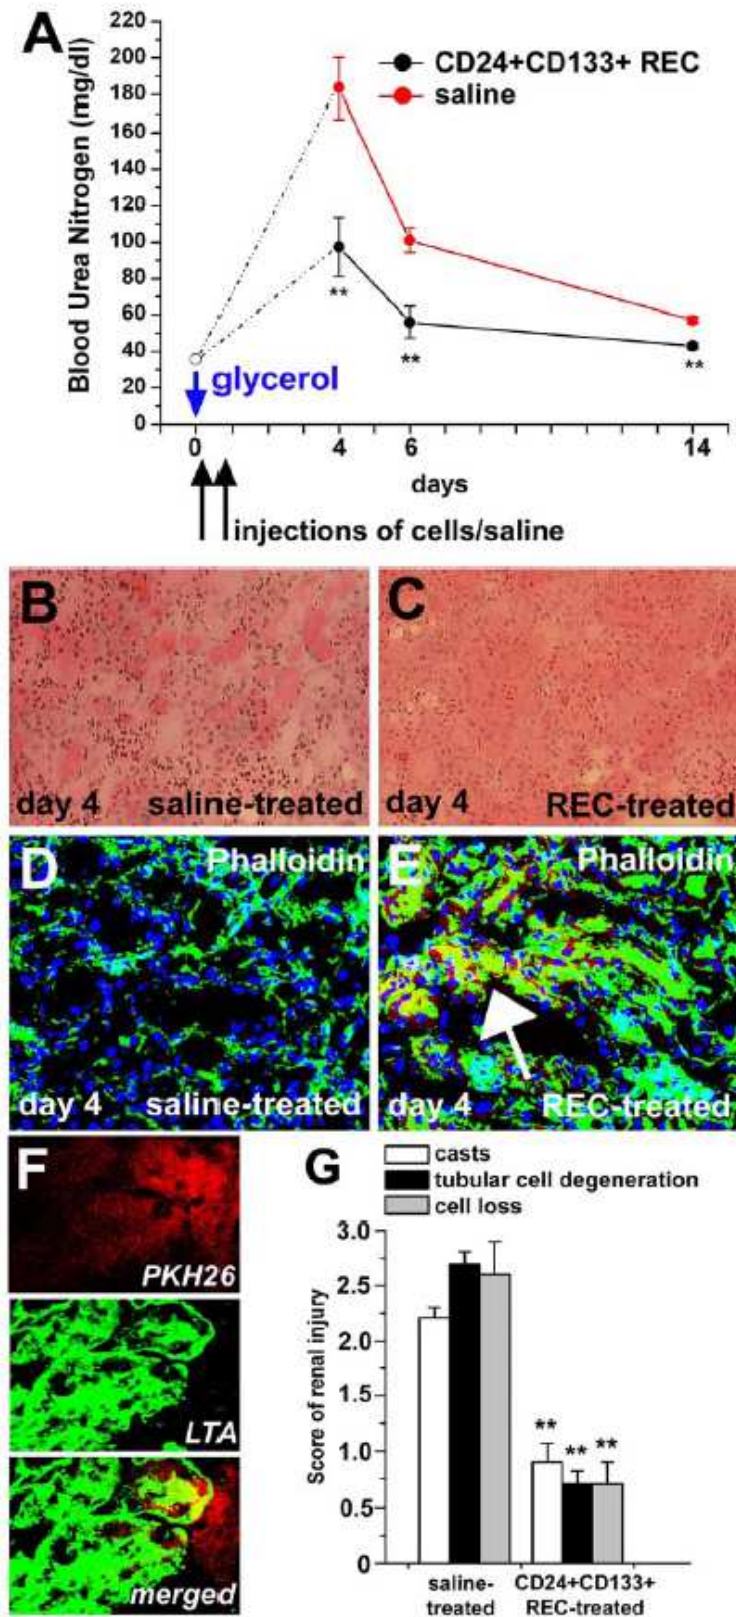 A
220
200
180
160
140
120
100
80
60
40
20
0
Blood Urea Nitrogen (mg/dl)
CD24+CD133+ REC
saline
**
**
**
glycerol
0 4 6 14
days
injections of cells/saline
B
day 4 saline-treated
C
day 4 REC-treated
D
Phalloidin
day 4 saline-treated
E
Phalloidin
day 4 REC-treated
F
PKH26
LTA
merged
G
casts
tubular cell degeneration
cell loss
3.0
2.5
2.0
1.5
1.0
0.5
0
Score of renal injury
** ** **
saline-
treated
CD24+CD133+
REC-treated